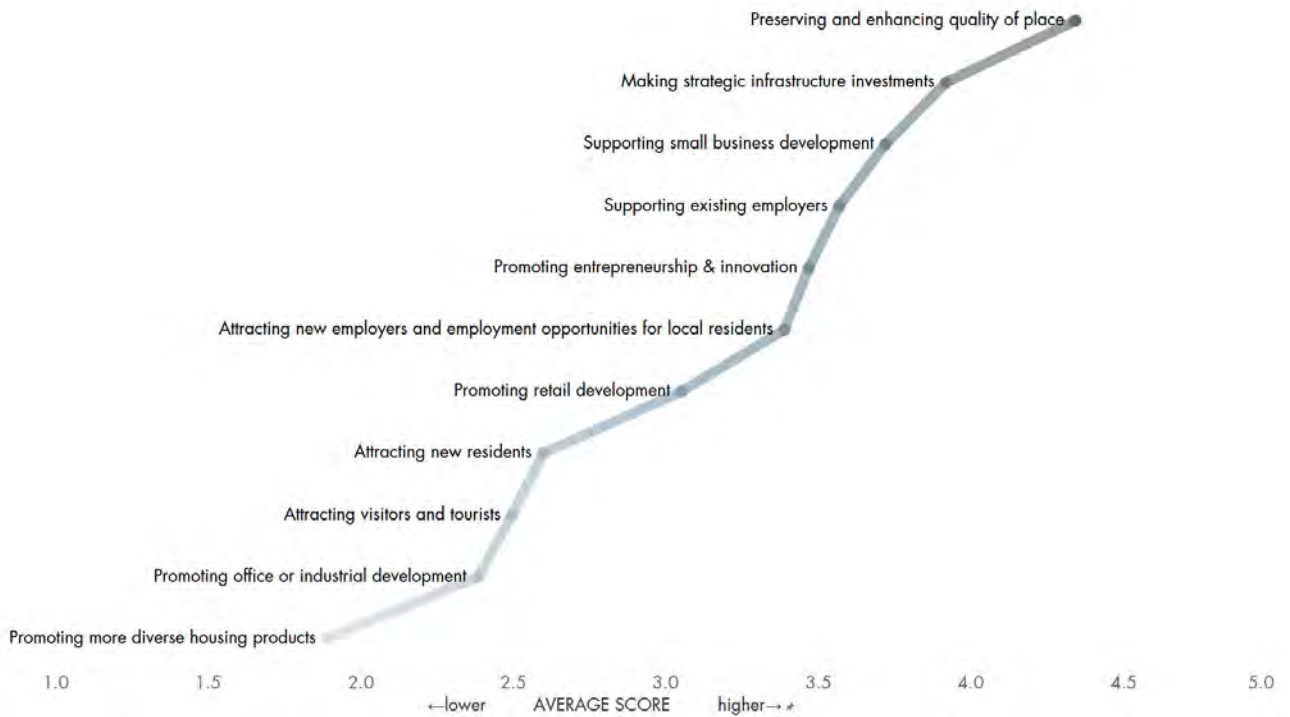 Preserving and enhancing quality of place
Making strategic infrastructure investments
Supporting small business development
Supporting existing employers
Promoting entrepreneurship & innovation
Attracting new employers and employment opportunities for local residents
Promoting retail development
Attracting new residents
Attracting visitors and tourists
Promoting office or industrial development
Promoting more diverse housing products
1.0 1.5 2.0 2.5 3.0 3.5 4.0 4.5 5.0
←lower AVERAGE SCORE higher→